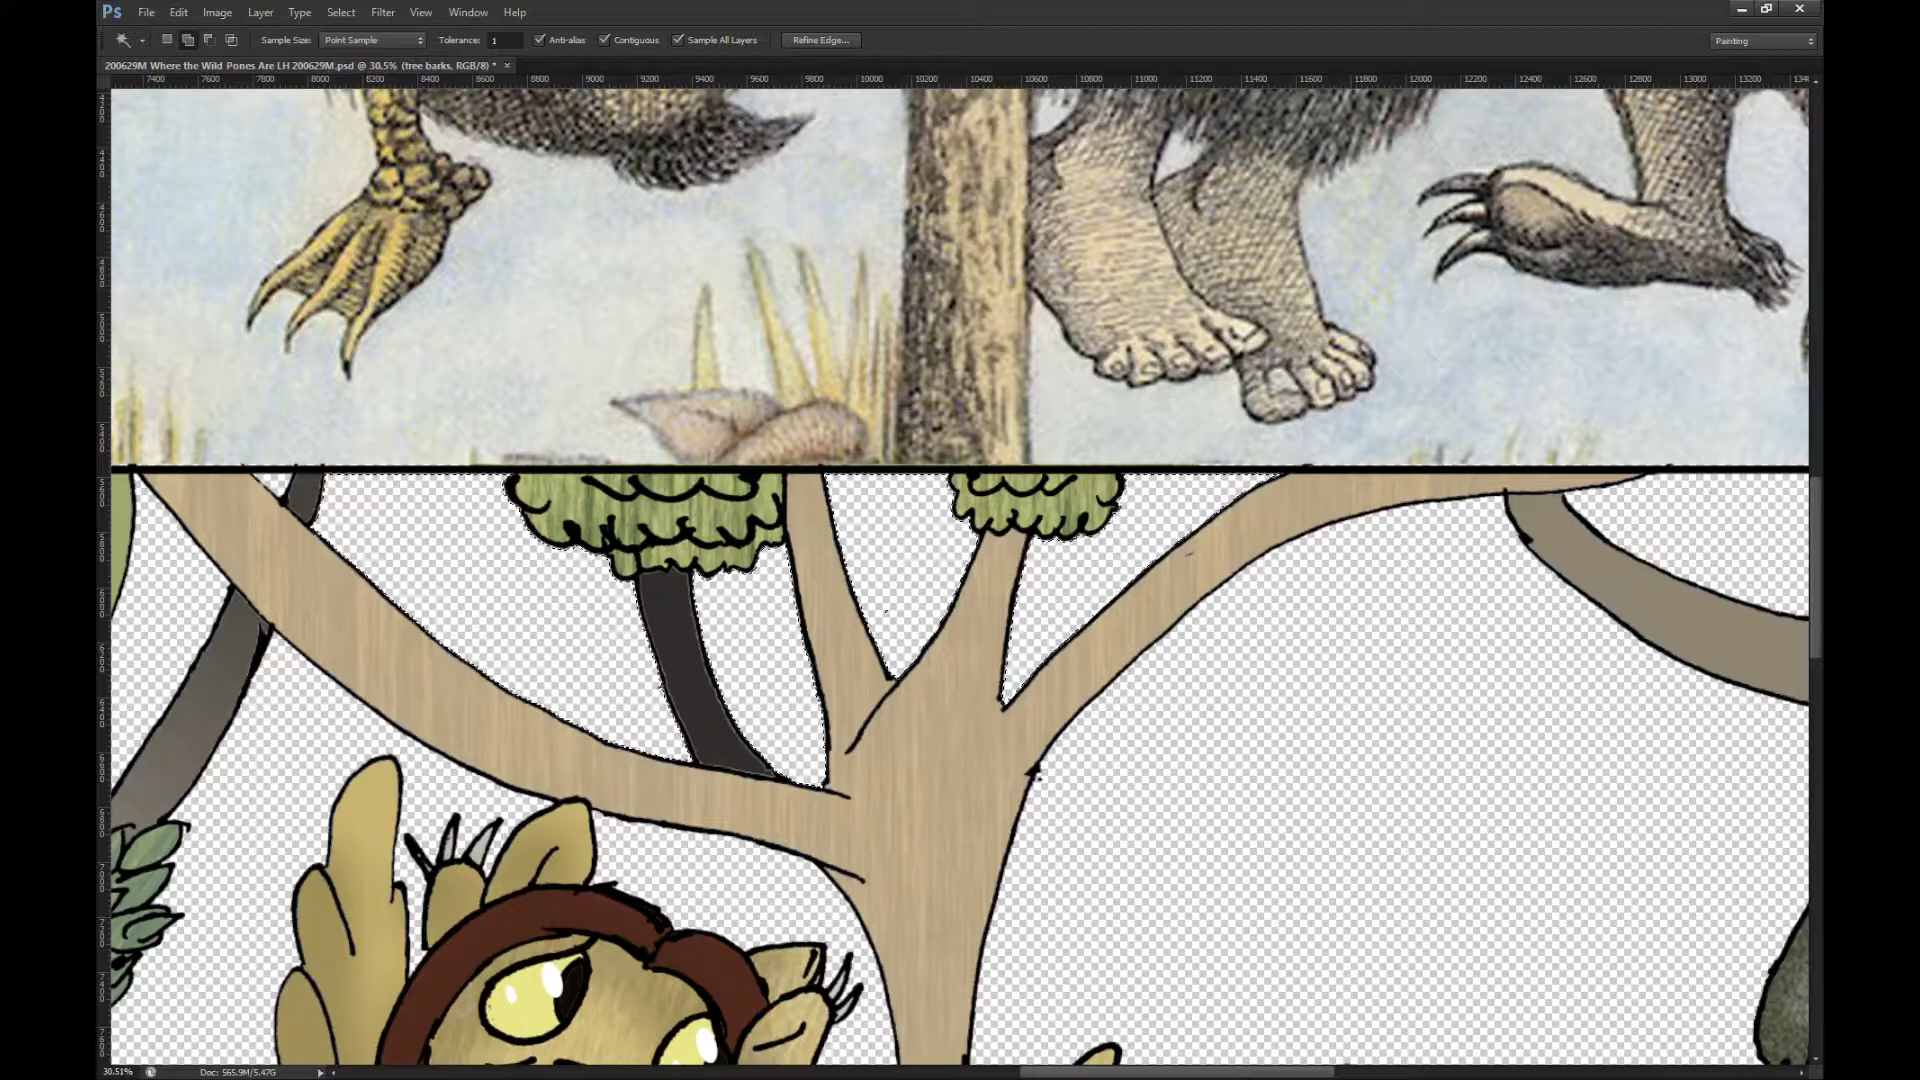 Ps File Edit Image Layer Type Select Filter View Window Help
Sample Size: Point Sample Tolerance: 1 Anti-alias Contiguous Sample All Layers Refine Edge... Painting
200629M Where the Wild Pones Are LH 200629M.psd @ 30.5% (tree barks, RGB/8) * ×
7400 7600 7800 8000 8200 8400 8600 8800 9000 9200 9400 9600 9800 10000 10200 10400 10600 10800 11000 11200 11400 11600 11800 12000 12200 12400 12600 12800 13000 13200
30.51% Doc: 565.9M/5.47G